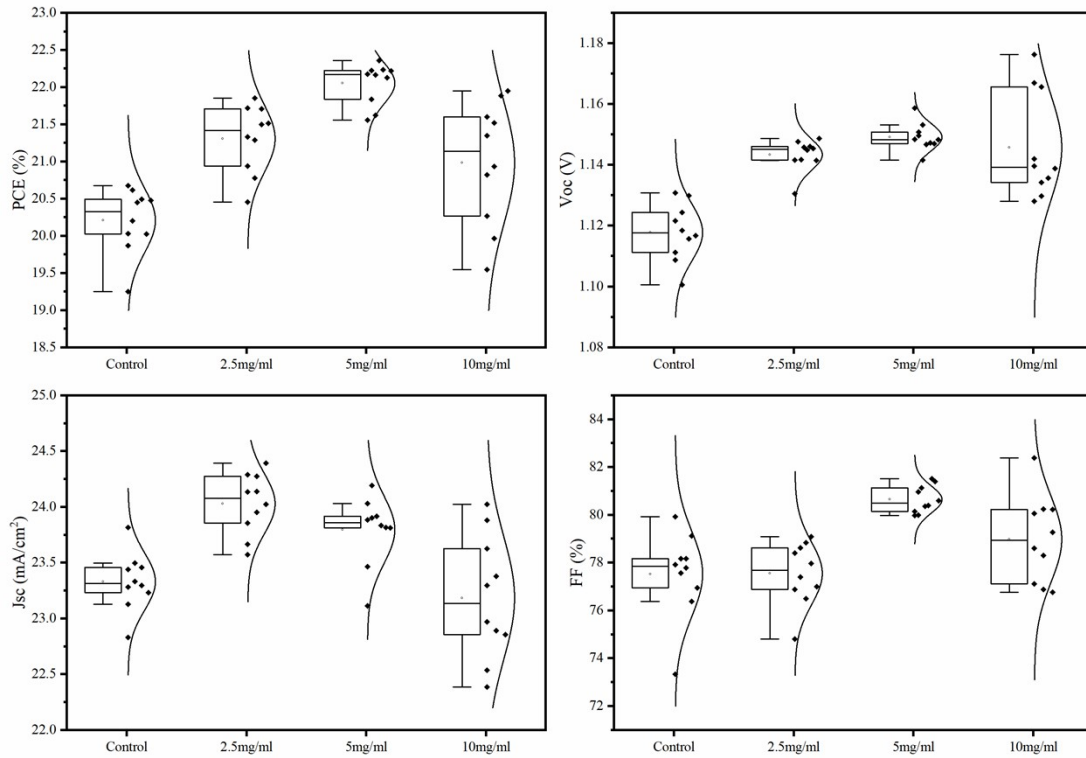 23.0
22.5
22.0
21.5
21.0
20.5
20.0
19.5
19.0
18.5
PCE (%)
Control
2.5mg/ml
5mg/ml
10mg/ml
1.18
1.16
1.14
1.12
1.10
1.08
Voc (V)
Control
2.5mg/ml
5mg/ml
10mg/ml
25.0
24.5
24.0
23.5
23.0
22.5
22.0
Jsc (mA/cm²)
Control
2.5mg/ml
5mg/ml
10mg/ml
84
82
80
78
76
74
72
FF (%)
Control
2.5mg/ml
5mg/ml
10mg/ml